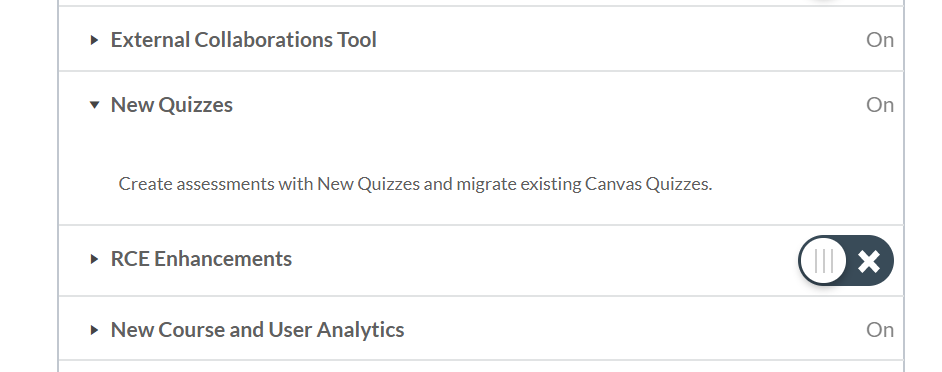 External Collaborations Tool
On
New Quizzes
On
Create assessments with New Quizzes and migrate existing Canvas Quizzes.
RCE Enhancements
New Course and User Analytics
On